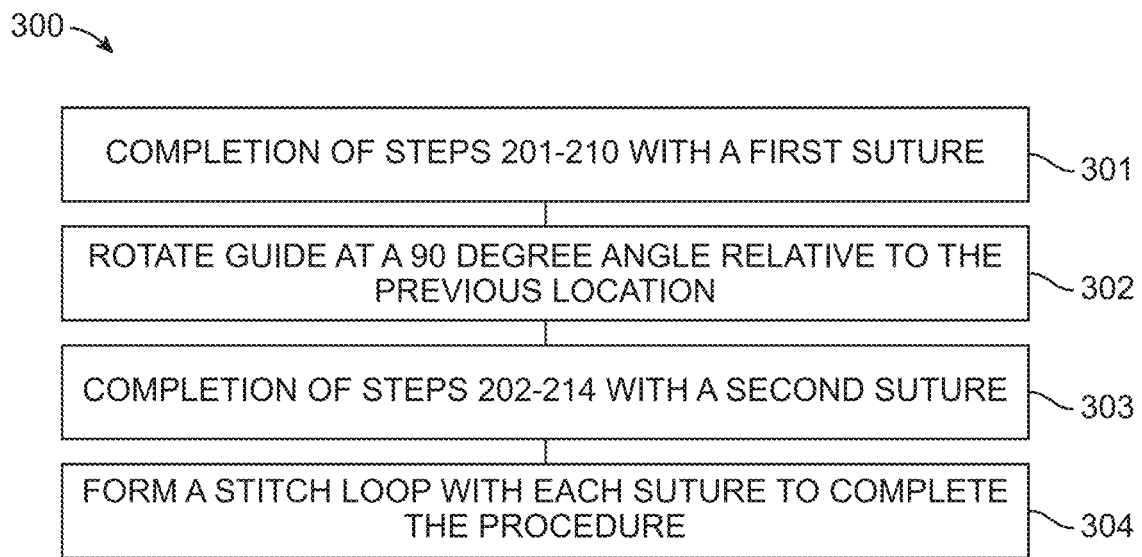 300
COMPLETION OF STEPS 201-210 WITH A FIRST SUTURE
301
ROTATE GUIDE AT A 90 DEGREE ANGLE RELATIVE TO THE
PREVIOUS LOCATION
302
COMPLETION OF STEPS 202-214 WITH A SECOND SUTURE
303
FORM A STITCH LOOP WITH EACH SUTURE TO COMPLETE
THE PROCEDURE
304